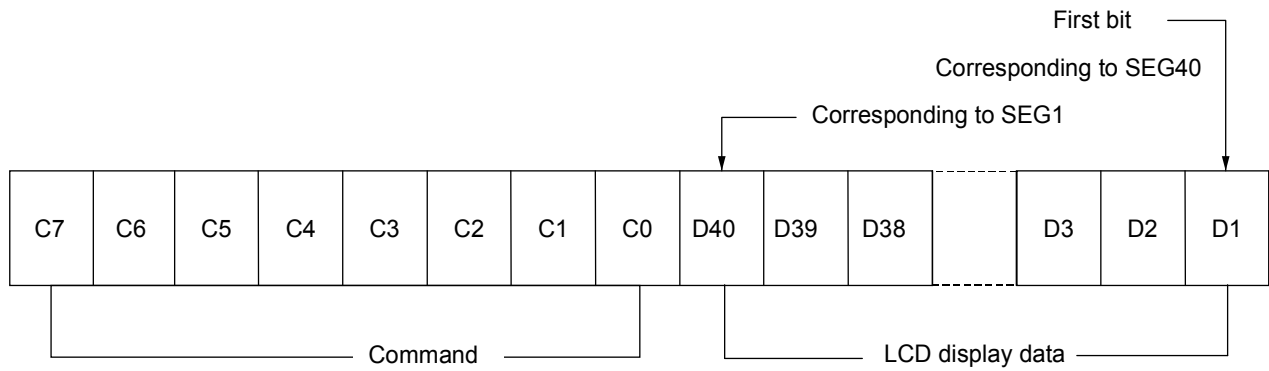 First bit
Corresponding to SEG40
Corresponding to SEG1
C7 C6 C5 C4 C3 C2 C1 C0 D40 D39 D38 D3 D2 D1
Command
LCD display data